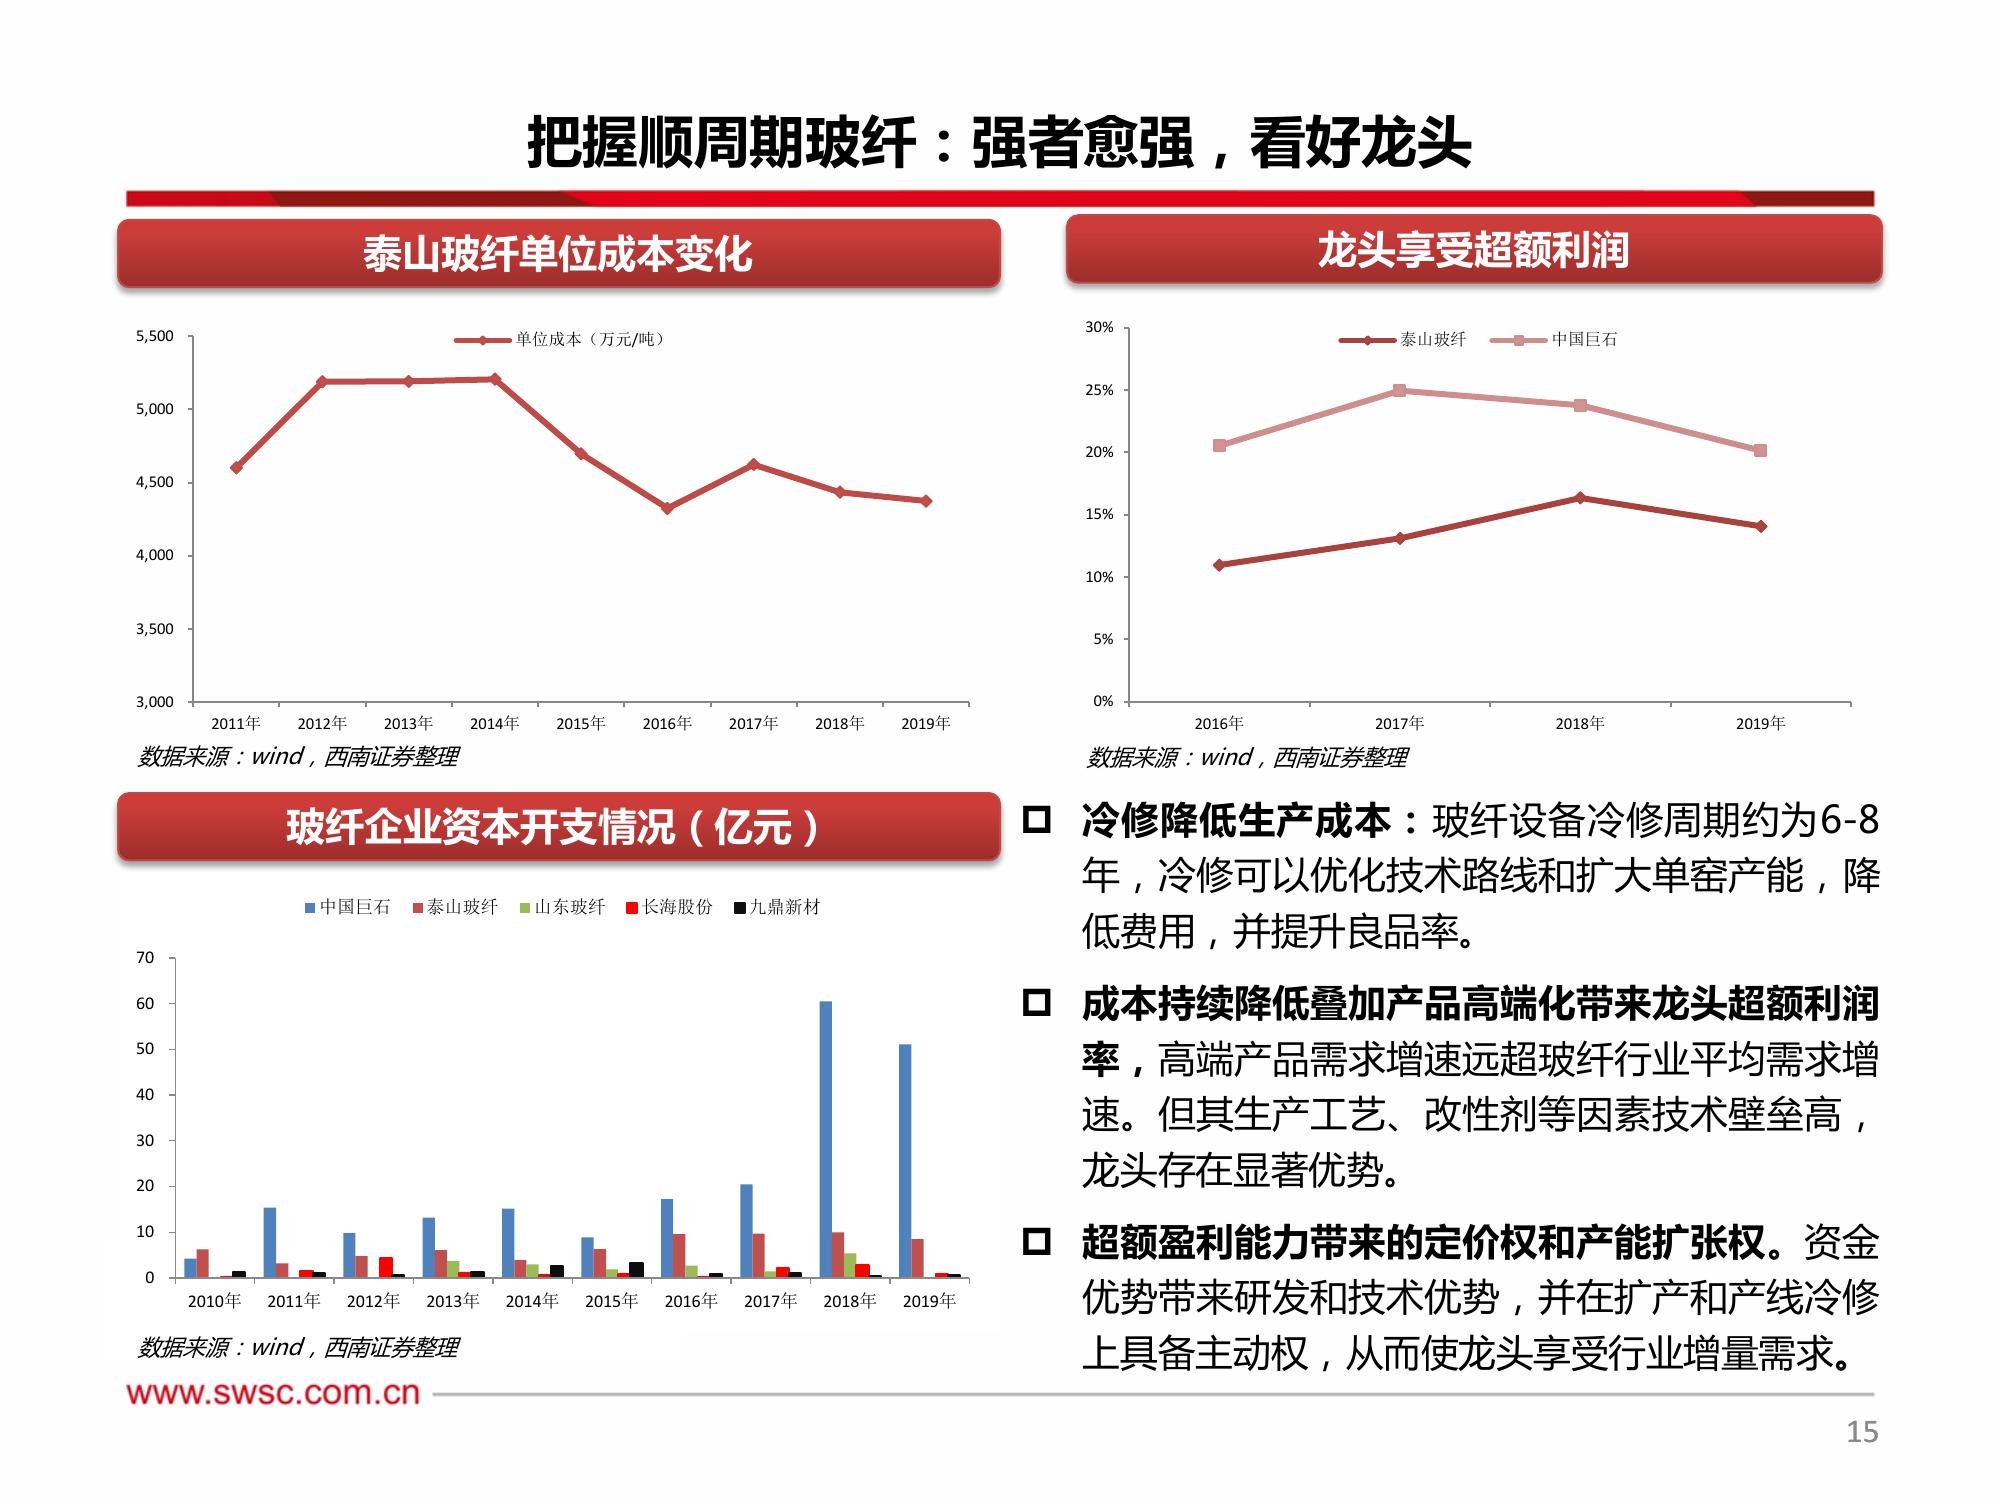 把握顺周期玻纤：强者愈强，看好龙头
泰山玻纤单位成本变化
单位成本（万元/吨）
5,500
5,000
4,500
4,000
3,500
3,000
2011年 2012年 2013年 2014年 2015年 2016年 2017年 2018年 2019年
数据来源：wind，西南证券整理
龙头享受超额利润
泰山玻纤 中国巨石
30%
25%
20%
15%
10%
5%
0%
2016年 2017年 2018年 2019年
数据来源：wind，西南证券整理
玻纤企业资本开支情况（亿元）
中国巨石 泰山玻纤 山东玻纤 长海股份 九鼎新材
70
60
50
40
30
20
10
0
2010年 2011年 2012年 2013年 2014年 2015年 2016年 2017年 2018年 2019年
数据来源：wind，西南证券整理
冷修降低生产成本：玻纤设备冷修周期约为6-8
年，冷修可以优化技术路线和扩大单窑产能，降
低费用，并提升良品率。
成本持续降低叠加产品高端化带来龙头超额利润
率，高端产品需求增速远超玻纤行业平均需求增
速。但其生产工艺、改性剂等因素技术壁垒高，
龙头存在显著优势。
超额盈利能力带来的定价权和产能扩张权。资金
优势带来研发和技术优势，并在扩产和产线冷修
上具备主动权，从而使龙头享受行业增量需求。
www.swsc.com.cn
15